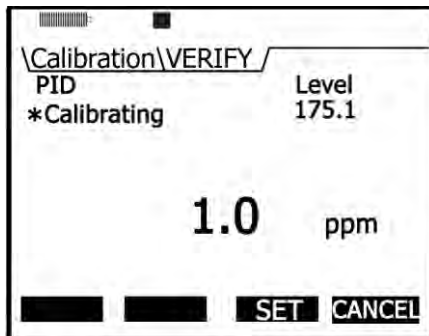 \Calibration\VERIFY/
PID Level
*Calibrating 175.1
1.0 ppm
SET CANCEL